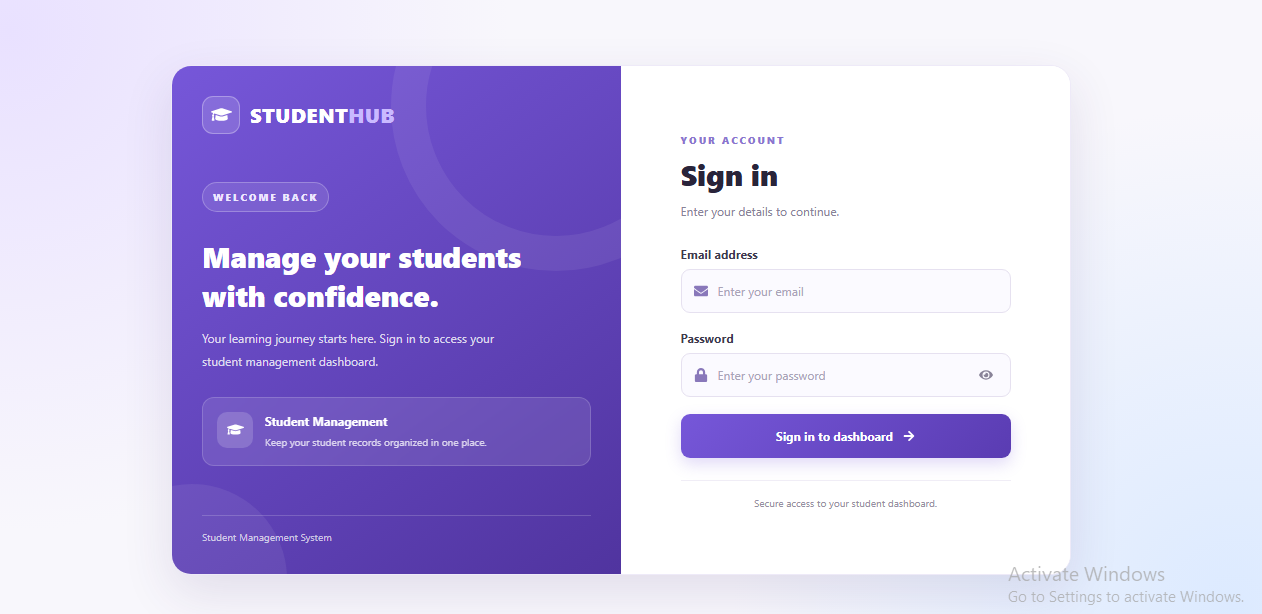 STUDENTHUB
WELCOME BACK
Manage your students
with confidence.
Your learning journey starts here. Sign in to access your
student management dashboard.
Student Management
Keep your student records organized in one place.
Student Management System
YOUR ACCOUNT
Sign in
Enter your details to continue.
Email address
Enter your email
Password
Enter your password
Sign in to dashboard
Secure access to your student dashboard.
Activate Windows
Go to Settings to activate Windows.